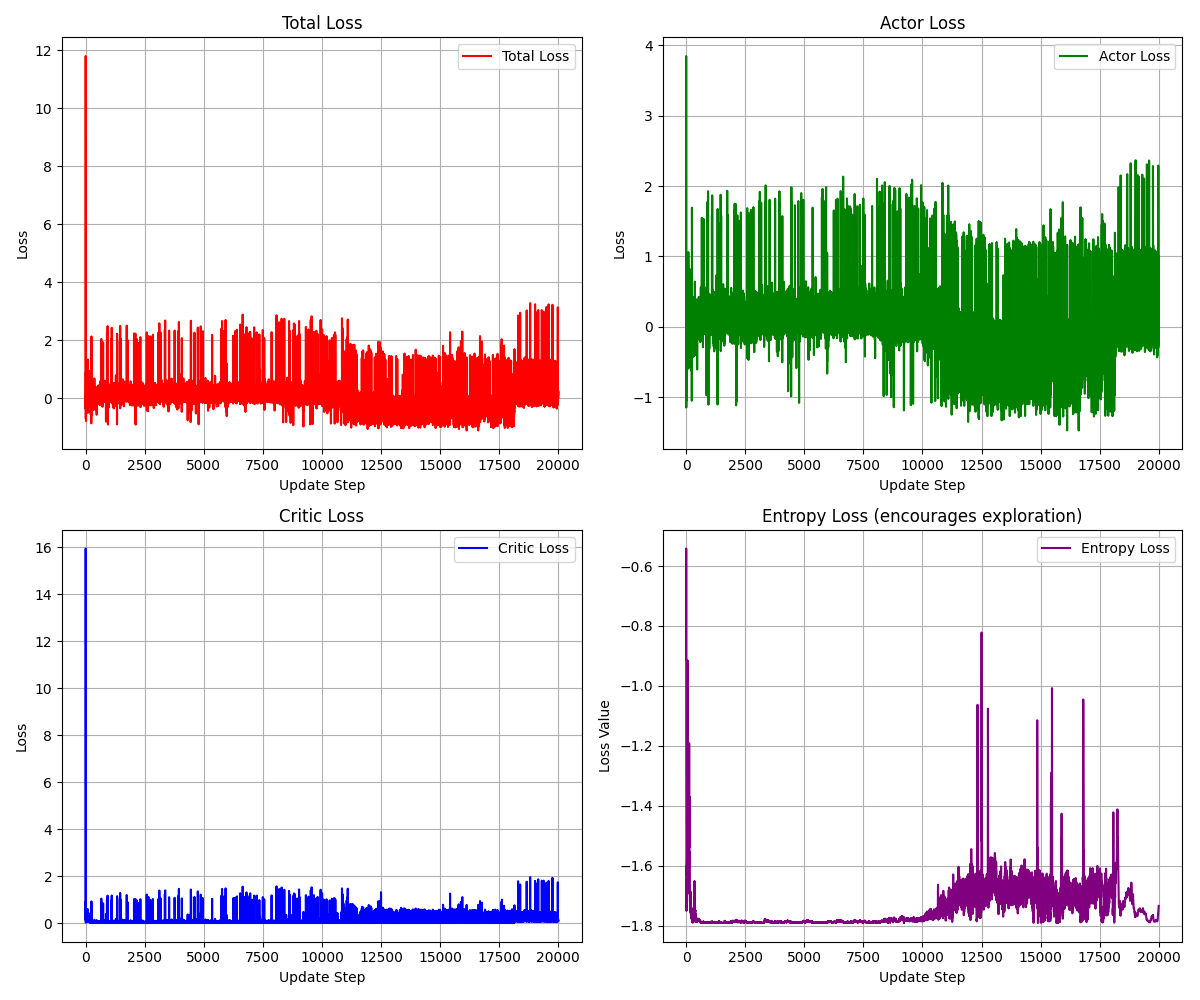 Total Loss
Total Loss
12
10
8
6
4
2
0
Loss
0 2500 5000 7500 10000 12500 15000 17500 20000
Update Step
Actor Loss
Actor Loss
4
3
2
1
0
−1
Loss
0 2500 5000 7500 10000 12500 15000 17500 20000
Update Step
Critic Loss
Critic Loss
16
14
12
10
8
6
4
2
0
Loss
0 2500 5000 7500 10000 12500 15000 17500 20000
Update Step
Entropy Loss (encourages exploration)
Entropy Loss
−0.6
−0.8
−1.0
−1.2
−1.4
−1.6
−1.8
Loss Value
0 2500 5000 7500 10000 12500 15000 17500 20000
Update Step